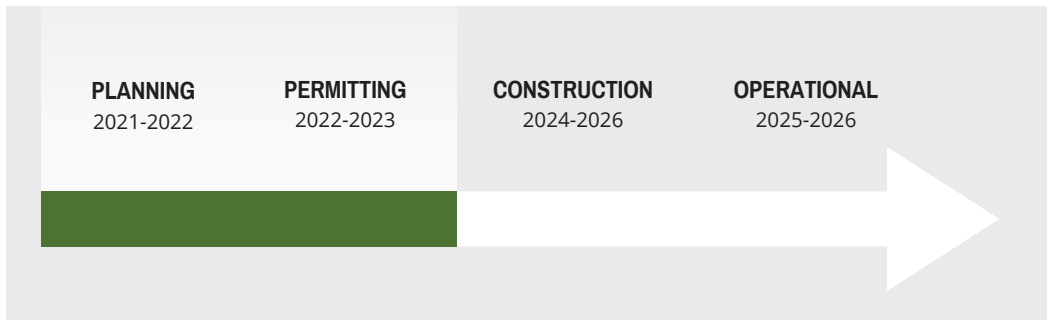 PLANNING
2021-2022
PERMITTING
2022-2023
CONSTRUCTION
2024-2026
OPERATIONAL
2025-2026